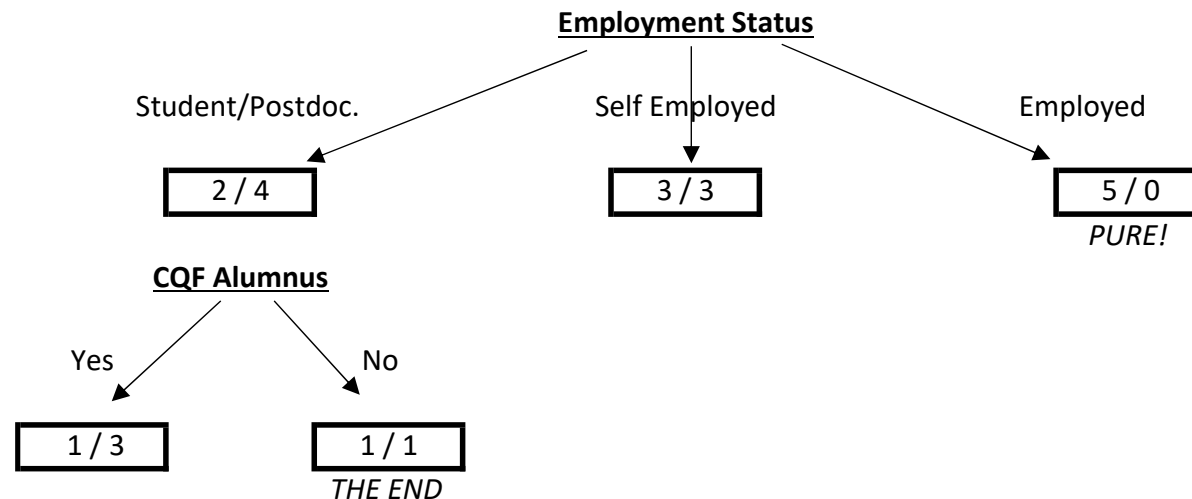 Employment Status
Student/Postdoc. Self Employed Employed
2 / 4 3 / 3 5 / 0
PURE!
CQF Alumnus
Yes No
1 / 3 1 / 1
THE END